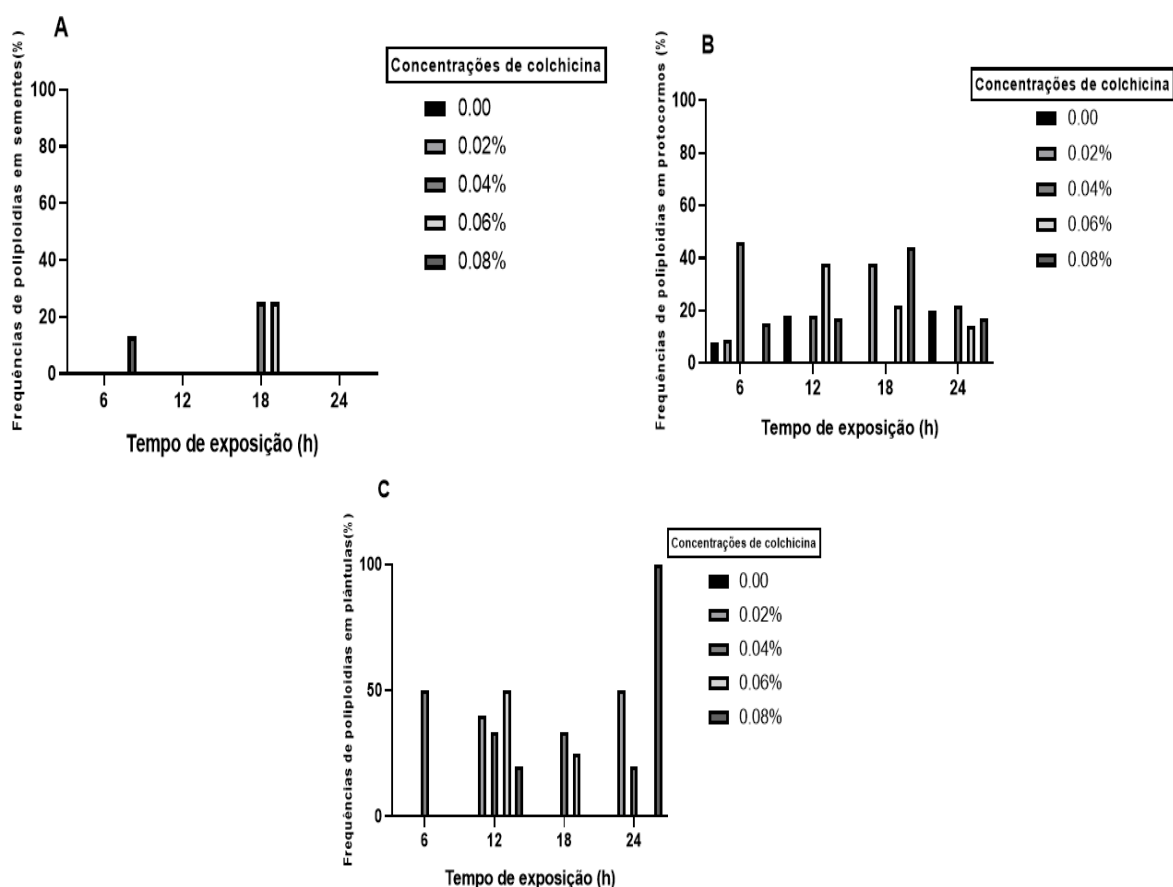 A
Frequências de poliploidias em sementes(%)
100
80
60
40
20
0
6 12 18 24
Tempo de exposição (h)
Concentrações de colchicina
0.00
0.02%
0.04%
0.06%
0.08%
B
Frequências de poliploidias em protocormos (%)
100
80
60
40
20
0
6 12 18 24
Tempo de exposição (h)
Concentrações de colchicina
0.00
0.02%
0.04%
0.06%
0.08%
C
Frequências de poliploidias em plántulas(%)
100
50
0
6 12 18 24
Tempo de exposição (h)
Concentrações de colchicina
0.00
0.02%
0.04%
0.06%
0.08%